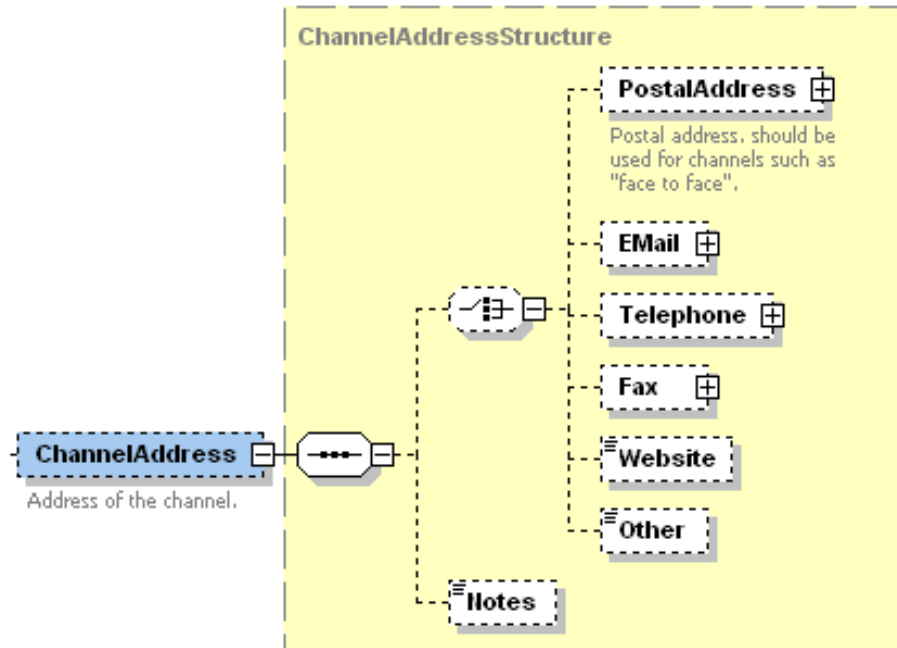 ChannelAddressStructure
PostalAddress
Postal address. should be
used for channels such as
"face to face".
EMail
Telephone
Fax
ChannelAddress
Address of the channel.
Website
Other
Notes